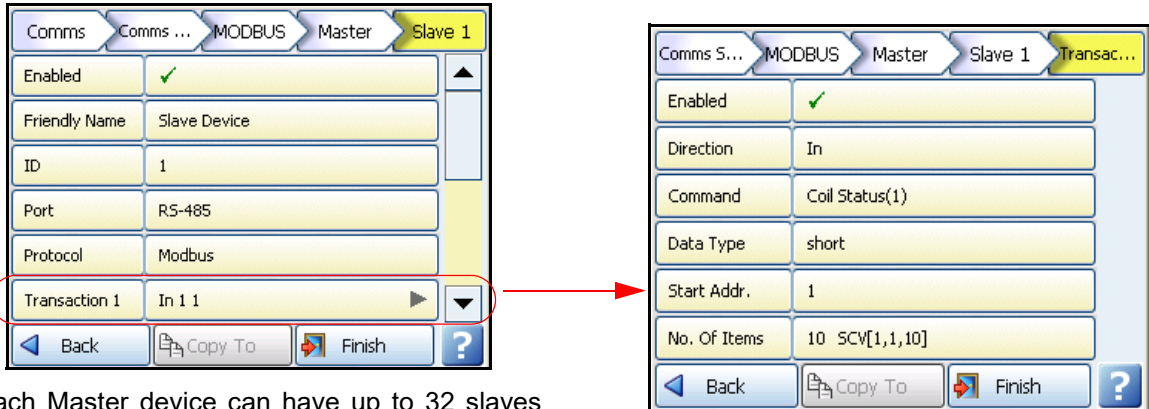 Comms Comms ... MODBUS Master Slave 1
Enabled ✓
Friendly Name Slave Device
ID 1
Port RS-485
Protocol Modbus
Transaction 1 In 1 1
Back Copy To Finish ?
Comms S... MODBUS Master Slave 1 Transac...
Enabled ✓
Direction In
Command Coil Status(1)
Data Type short
Start Addr. 1
No. Of Items 10 SCV[1,1,10]
Back Copy To Finish ?
ach Master device can have up to 32 slaves